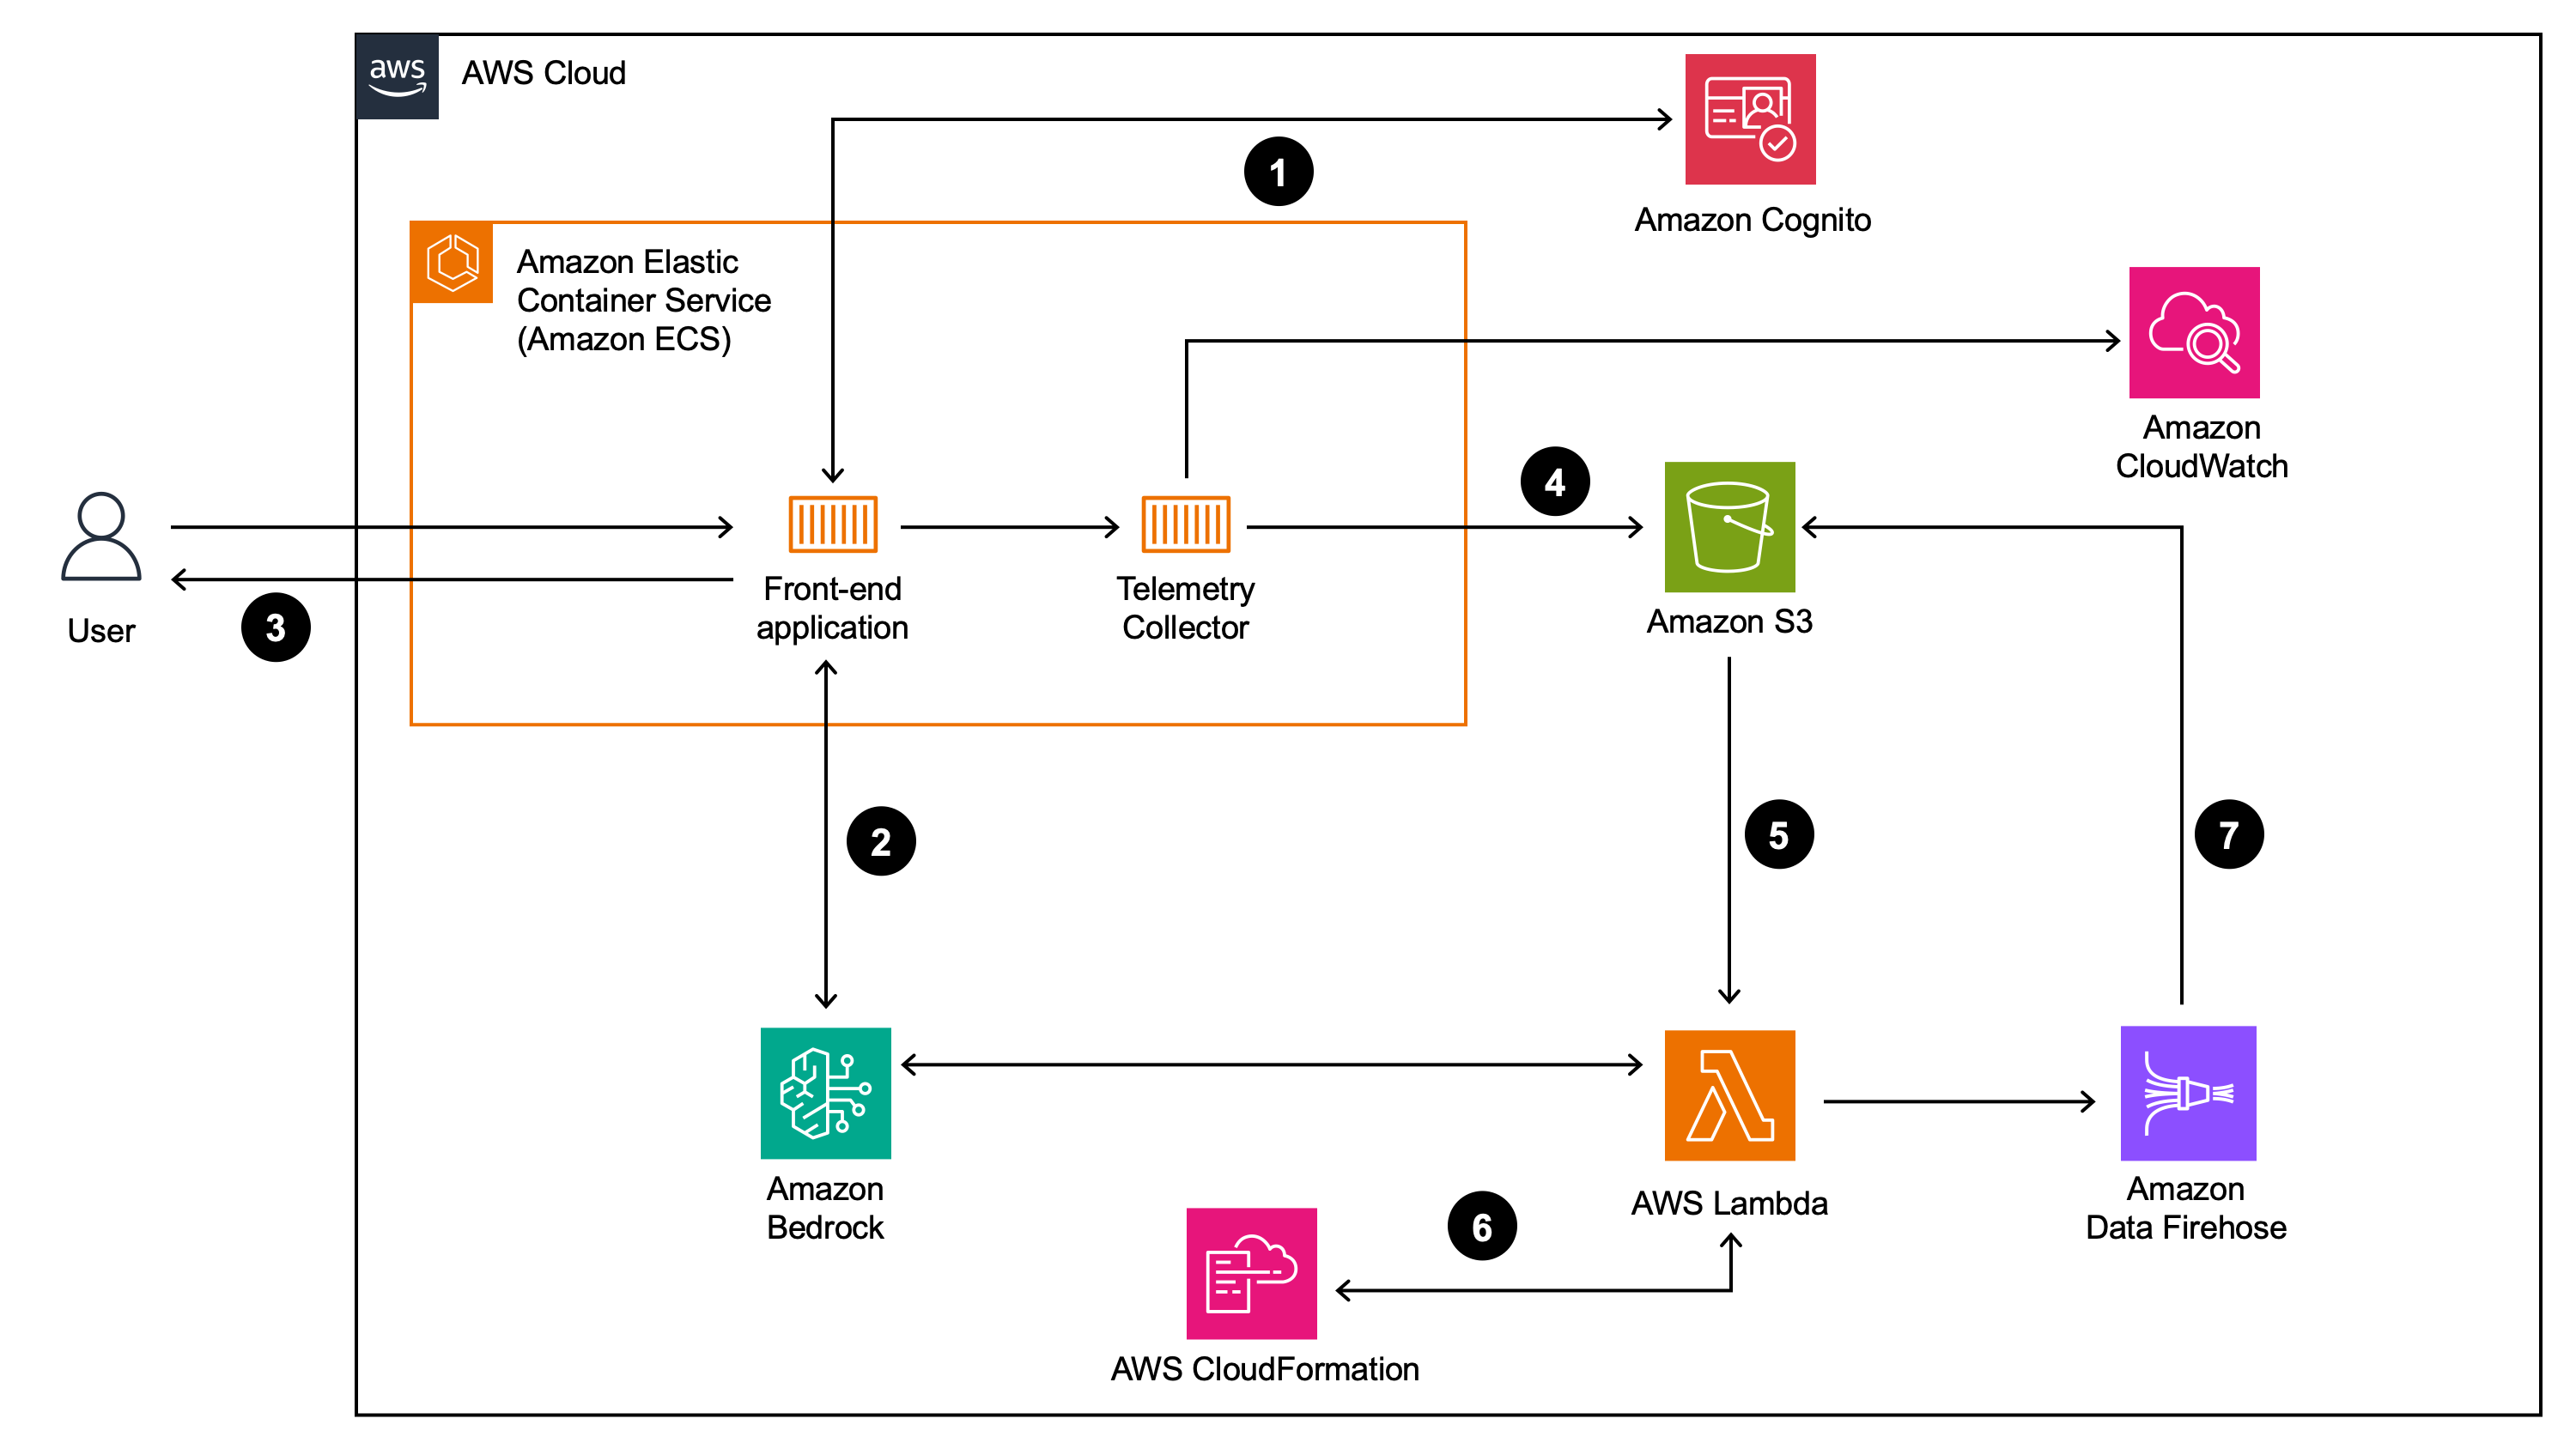 aws
AWS Cloud
1
Amazon Cognito
Amazon Elastic
Container Service
(Amazon ECS)
Amazon
CloudWatch
4
User
3
Front-end
application
Telemetry
Collector
Amazon S3
2
5
7
Amazon
Bedrock
6
AWS Lambda
Amazon
Data Firehose
AWS CloudFormation